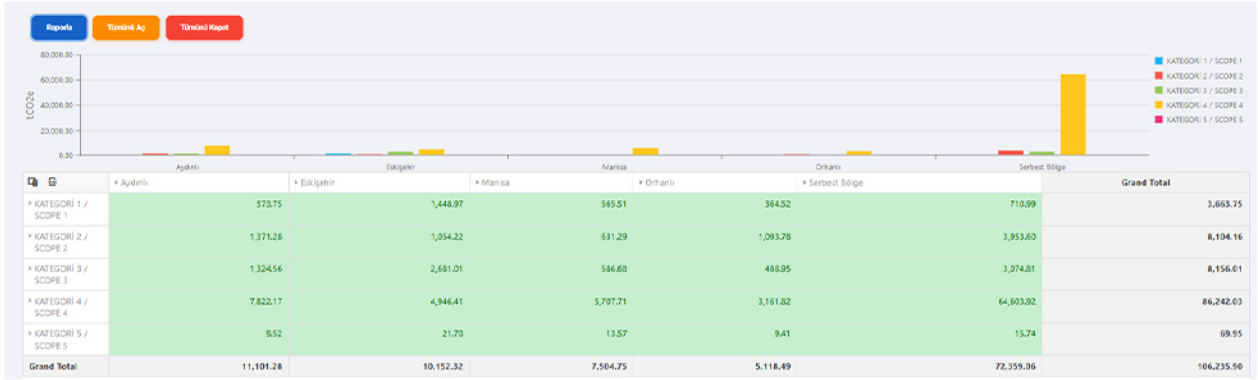 Raporla Tümünü Aç Tümünü Kapat
80,000.00
60,000.00
40,000.00
20,000.00
0.00
tCO2e
KATEGORİ 1 / SCOPE 1
KATEGORİ 2 / SCOPE 2
KATEGORİ 3 / SCOPE 3
KATEGORİ 4 / SCOPE 4
KATEGORİ 5 / SCOPE 5
Aydınlı Eskişehir Manisa Orhanlı Serbest Bölge
Aydınlı Eskişehir Manisa Orhanlı Serbest Bölge Grand Total
KATEGORİ 1 / 573.75 1,448.97 565.51 364.52 710.99 3,663.75
SCOPE 1
KATEGORİ 2 / 1,371.28 1,054.22 631.29 1,093.78 3,953.60 8,104.16
SCOPE 2
KATEGORİ 3 / 1,324.56 2,681.01 586.68 488.95 3,074.81 8,156.01
SCOPE 3
KATEGORİ 4 / 7,822.17 4,946.41 5,707.71 3,161.82 64,603.92 86,242.03
SCOPE 4
KATEGORİ 5 / 9.52 21.70 13.57 9.41 15.74 69.95
SCOPE 5
Grand Total 11,101.28 10,152.32 7,504.75 5,118.49 72,359.06 106,235.90